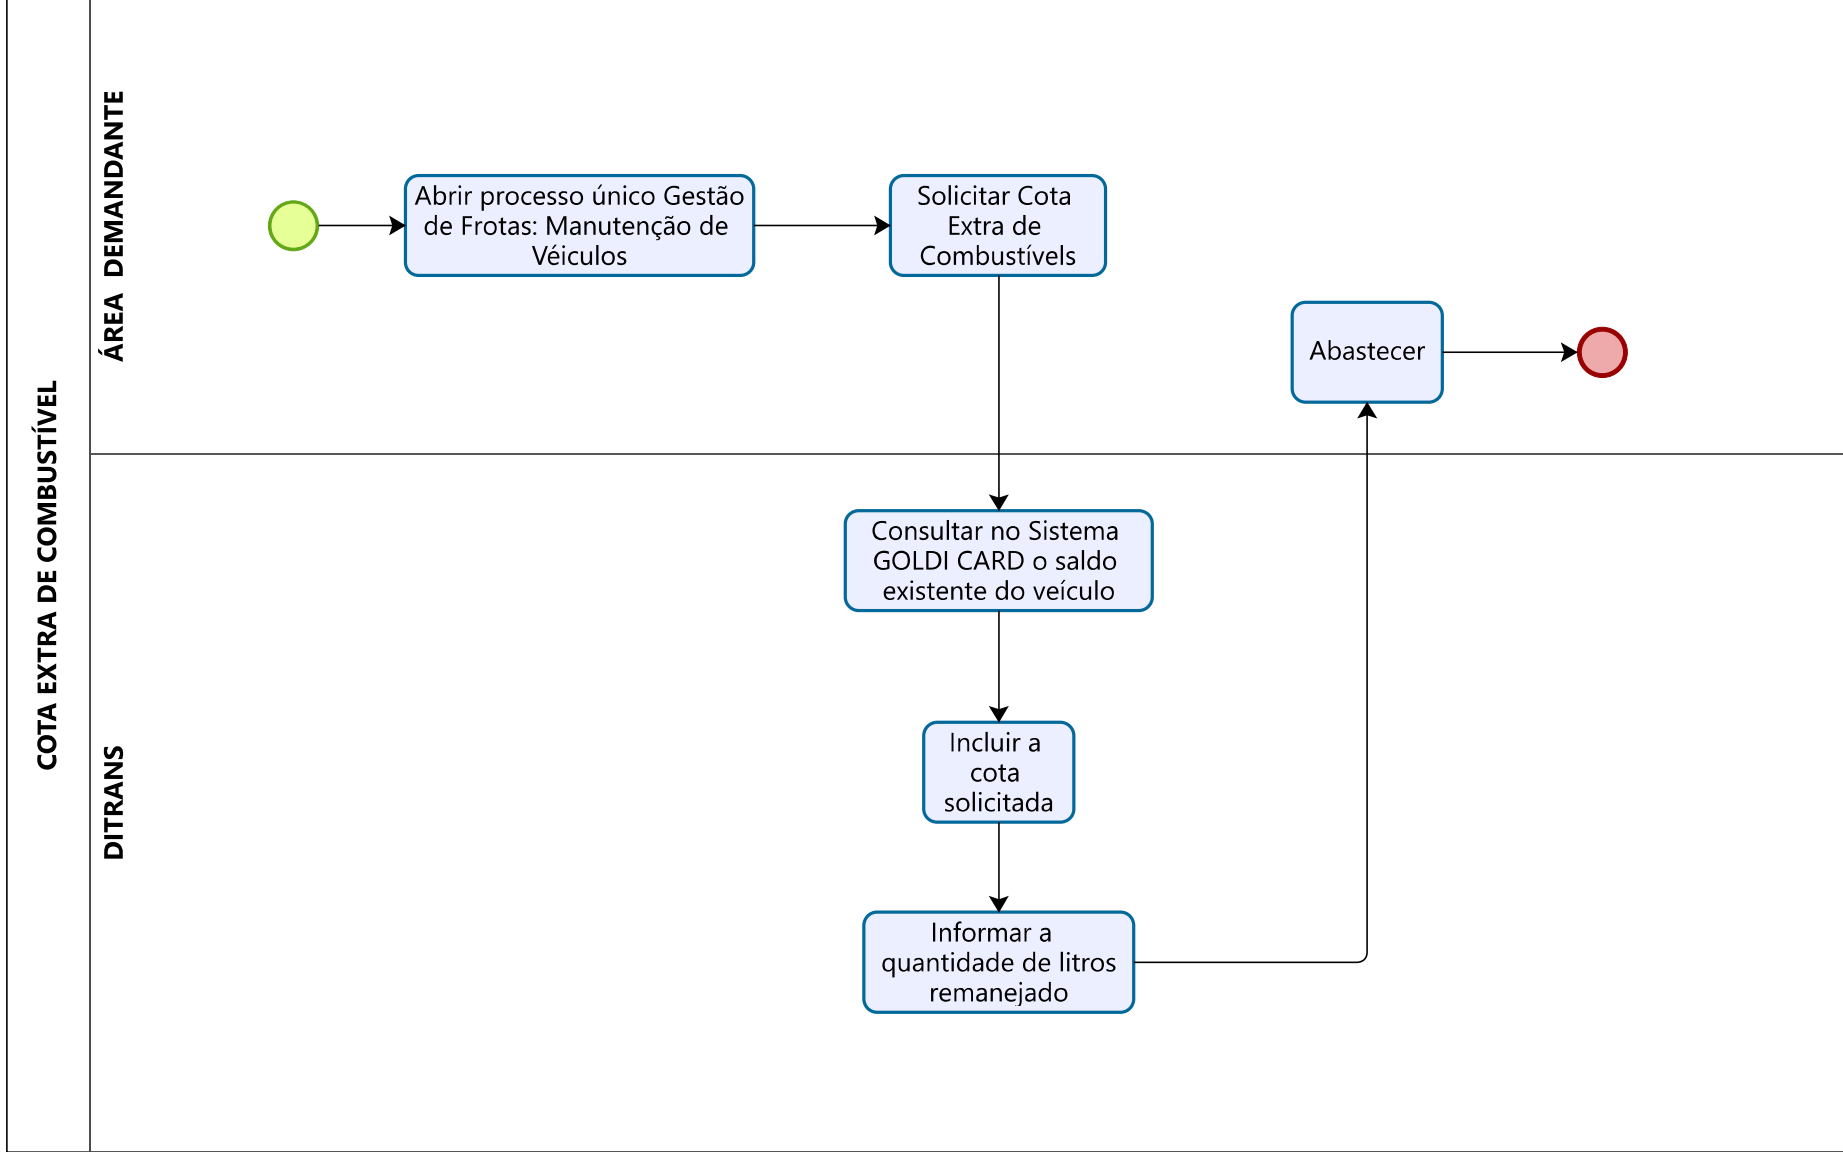 COTA EXTRA DE COMBUSTÍVEL
ÁREA DEMANDANTE
Abrir processo único Gestão
de Frotas: Manutenção de
Véiculos
Solicitar Cota
Extra de
Combustívels
Abastecer
DITRANS
Consultar no Sistema
GOLDI CARD o saldo
existente do veículo
Incluir a
cota
solicitada
Informar a
quantidade de litros
remanejado